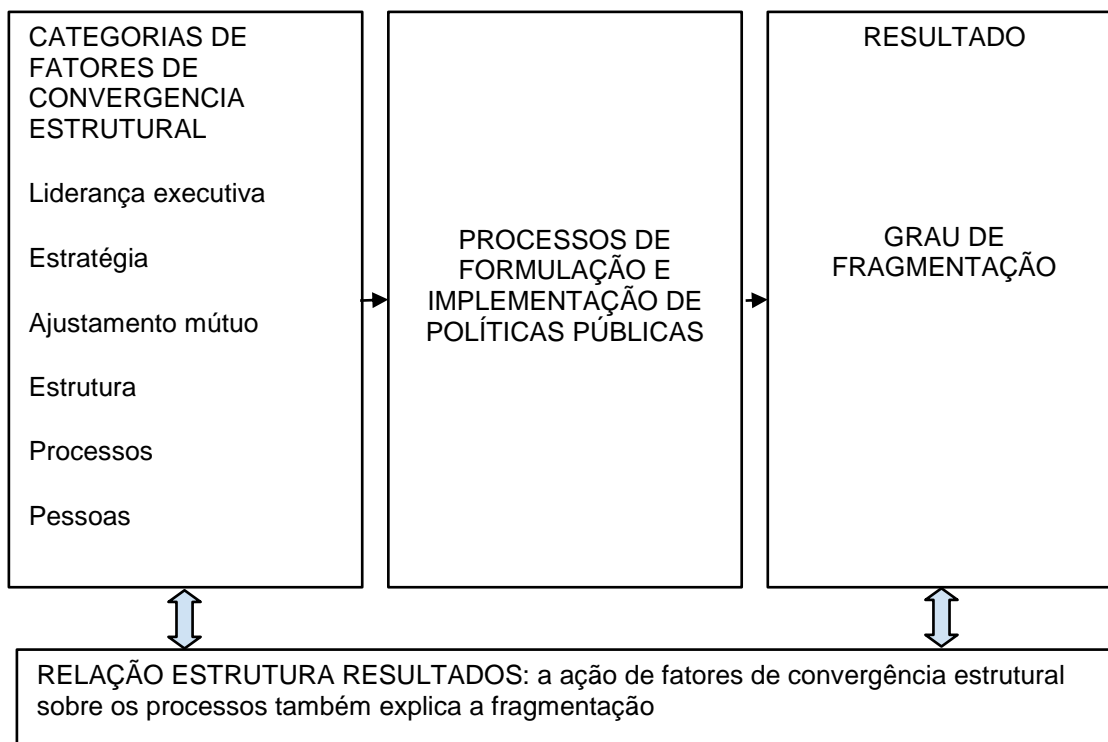 CATEGORIAS DE
FATORES DE
CONVERGENCIA
ESTRUTURAL
Liderança executiva
Estratégia
Ajustamento mútuo
Estrutura
Processos
Pessoas
PROCESSOS DE
FORMULAÇÃO E
IMPLEMENTAÇÃO DE
POLÍTICAS PÚBLICAS
RESULTADO
GRAU DE
FRAGMENTAÇÃO
RELAÇÃO ESTRUTURA RESULTADOS: a ação de fatores de convergência estrutural
sobre os processos também explica a fragmentação